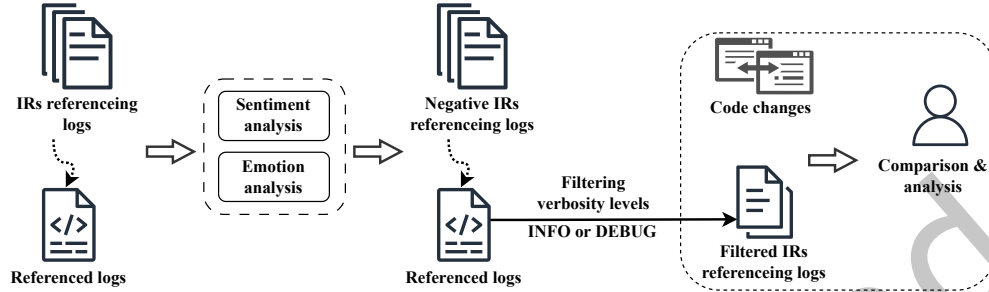 IRs referenceing
logs
</>
Referenced logs
Sentiment
analysis
Emotion
analysis
Negative IRs
referenceing logs
</>
Referenced logs
Filtering
verbosity levels
INFO or DEBUG
Code changes
Filtered IRs
referenceing logs
Comparison &
analysis